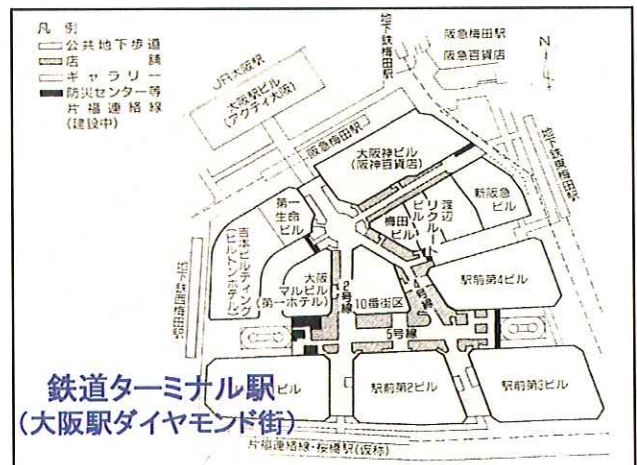 凡例
公共地下歩道
店舗
ギャラリー
防災センター等
片福連絡線
(建設中)
阪急梅田駅
阪急百貨店
地下鉄梅田駅
N
JR大阪駅
大阪駅ビル
(アクティ大阪)
阪急梅田駅
大阪神ビル
(阪神百貨店)
地下鉄東梅田駅
新阪急ビル
渡辺
リクルート
ビル
梅田
ビル
第一
生命
ビル
吉本ビルディング
(ヒルトンホテル)
大阪
マルビル
(第一ホテル)
2号線
10番街区
4号線
駅前第4ビル
地下鉄西梅田駅
5号線
ビル
駅前第2ビル
駅前第3ビル
鉄道ターミナル駅
(大阪駅ダイヤモンド街)
片福連絡線・桜橋駅(仮称)